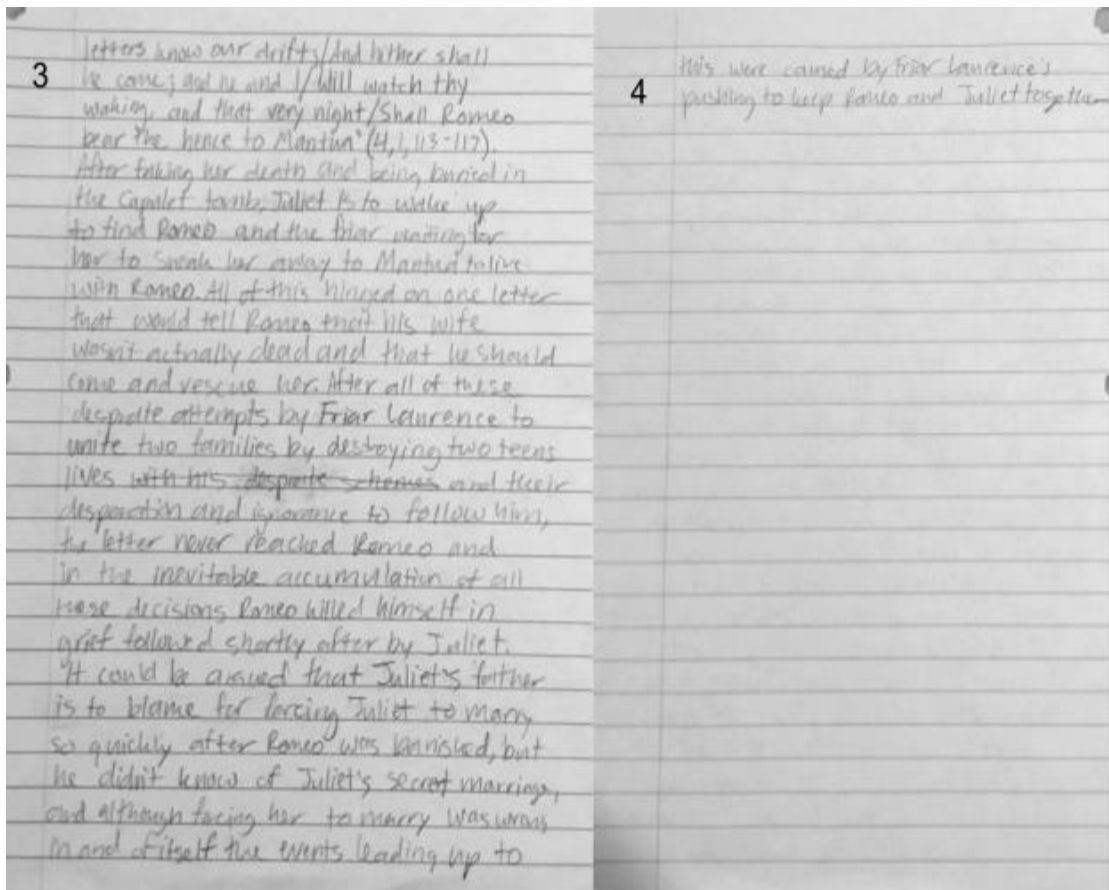 3
letters know our drift,/And hither shall
he come; and he and I/Will watch thy
waking, and that very night/Shall Romeo
bear the hence to Mantua" (4,1,113-117).
After faking her death and being buried in
the Capulet tomb, Juliet is to wake up
to find Romeo and the friar waiting for
her to sneak her away to Mantua to live
with Romeo. All of this hinged on one letter
that would tell Romeo that his wife
wasn't actually dead and that he should
come and rescue her. After all of these
desprate attempts by Friar Laurence to
unite two families by destroying two teens
lives with his desprate schemes and their
desparation and ignorance to follow him,
the letter never reached Romeo and
in the inevitable accumulation of all
these decisions Romeo killed himself in
grief followed shortly after by Juliet.
It could be argued that Juliet's father
is to blame for forcing Juliet to marry
so quickly after Romeo was bannished, but
he didn't know of Juliet's secret marriage,
and although forcing her to marry was wrong
in and of itself the events leading up to
4
this were caused by Friar Laurence's
pushing to keep Romeo and Juliet together